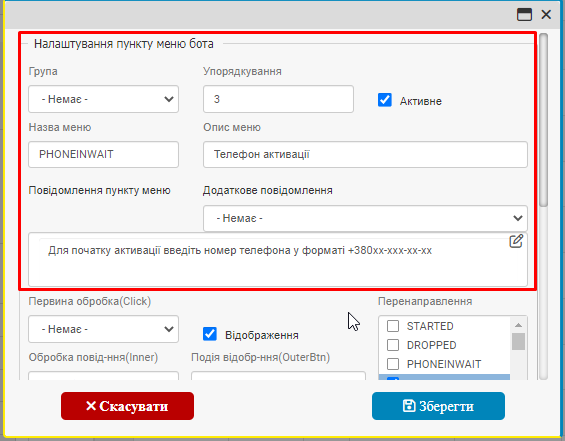 Налаштування пункту меню бота
Група Упорядкування
- Немає - 3 Активне
Назва меню Опис меню
PHONEINWAIT Телефон активації
Повідомлення пункту меню Додаткове повідомлення
- Немає -
Для початку активації введіть номер телефона у форматі +380xx-xxx-xx-xx
Первина обробка(Click) Перенаправлення
- Немає - Відображення STARTED
DROPPED
Обробка повід-ння(Inner) Подія відобр-ння(OuterBtn) PHONEINWAIT
Скасувати Зберегти